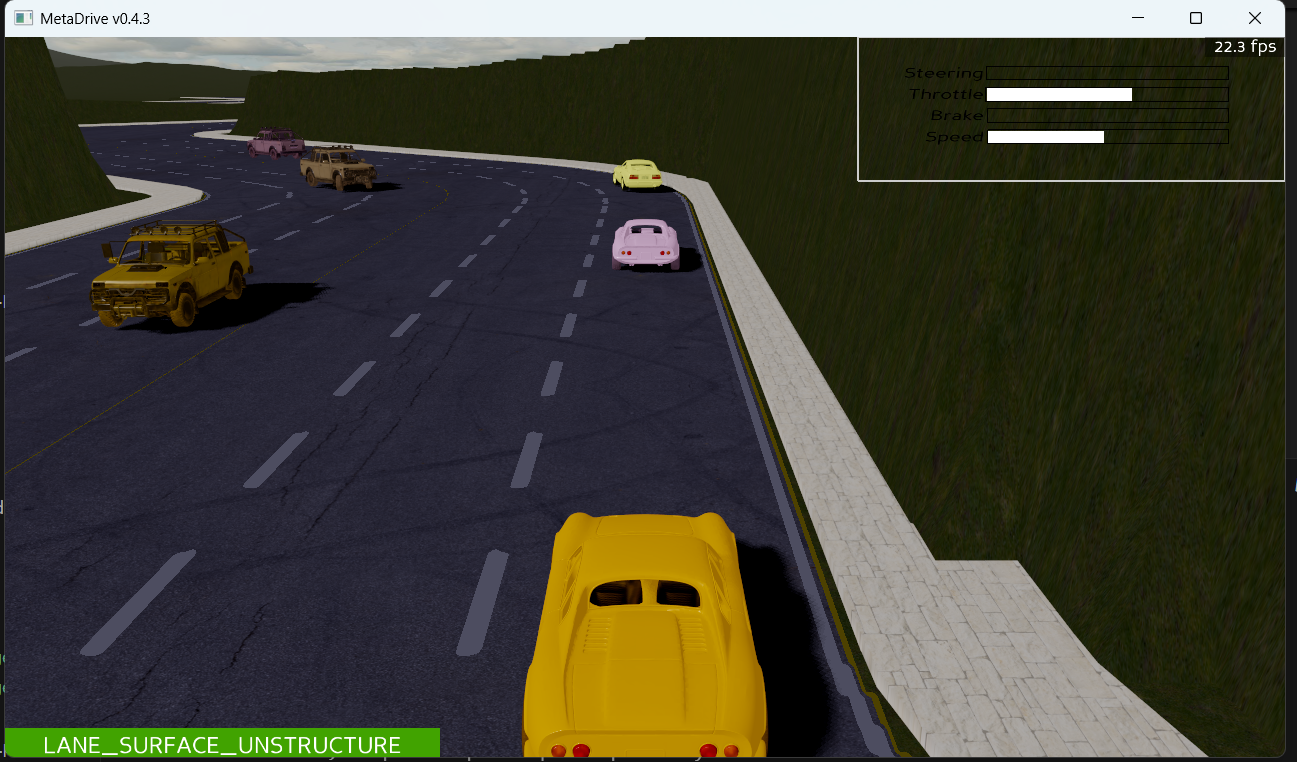 MetaDrive v0.4.3
22.3 fps
Steering
Throttle
Brake
Speed
LANE_SURFACE_UNSTRUCTURE